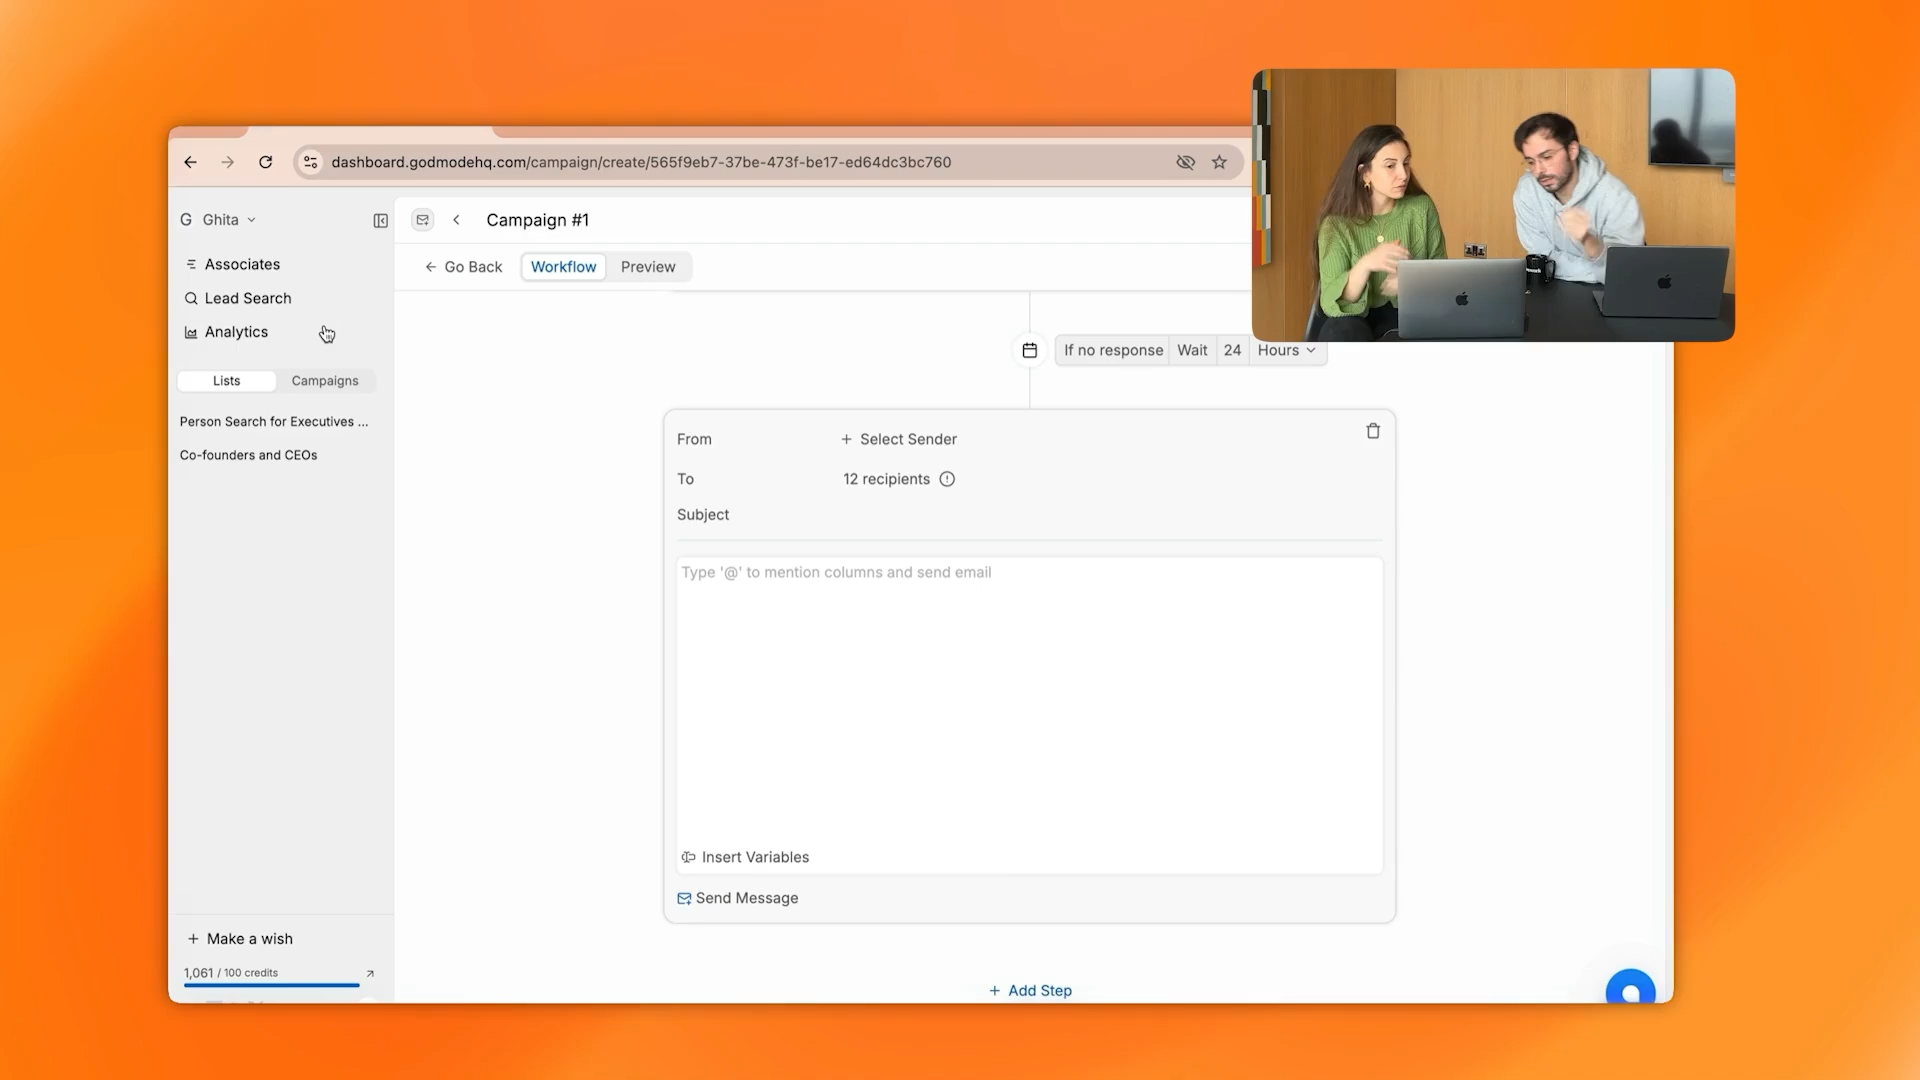 dashboard.godmodehq.com/campaign/create/565f9eb7-37be-473f-be17-ed64dc3bc760
G Ghita
Campaign #1
Associates
Go Back Workflow Preview
Lead Search
Analytics
If no response Wait 24 Hours
Lists Campaigns
Person Search for Executives ...
Co-founders and CEOs
From + Select Sender
To 12 recipients
Subject
Type '@' to mention columns and send email
Insert Variables
Send Message
+ Make a wish
1,061 / 100 credits
+ Add Step